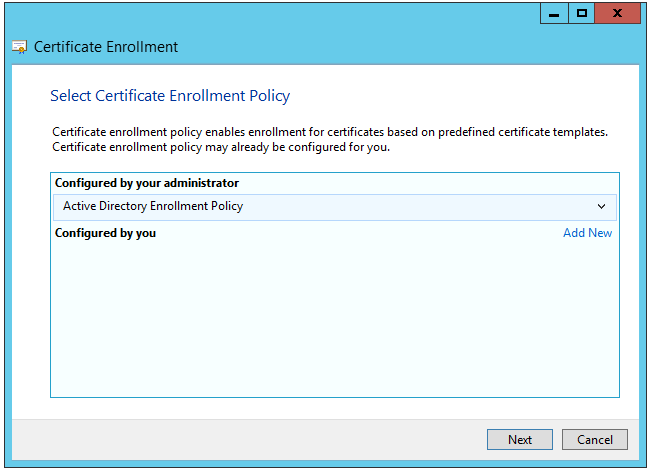 Certificate Enrollment
Select Certificate Enrollment Policy
Certificate enrollment policy enables enrollment for certificates based on predefined certificate templates.
Certificate enrollment policy may already be configured for you.
Configured by your administrator
Active Directory Enrollment Policy
Configured by you Add New
Next Cancel